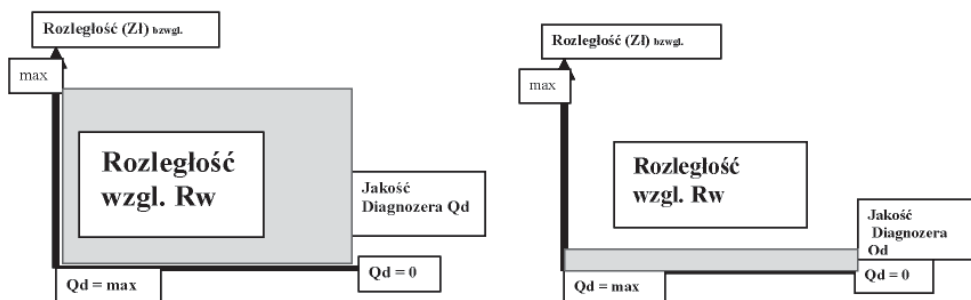 Rozległość (Zł) bzwgl.
max
Rozległość
wzgl. Rw
Jakość
Diagnozera Qd
Qd = 0
Qd = max
Rozległość (Zł) bzwgl.
max
Rozległość
wzgl. Rw
Jakość
Diagnozera
Od
Qd = 0
Qd = max